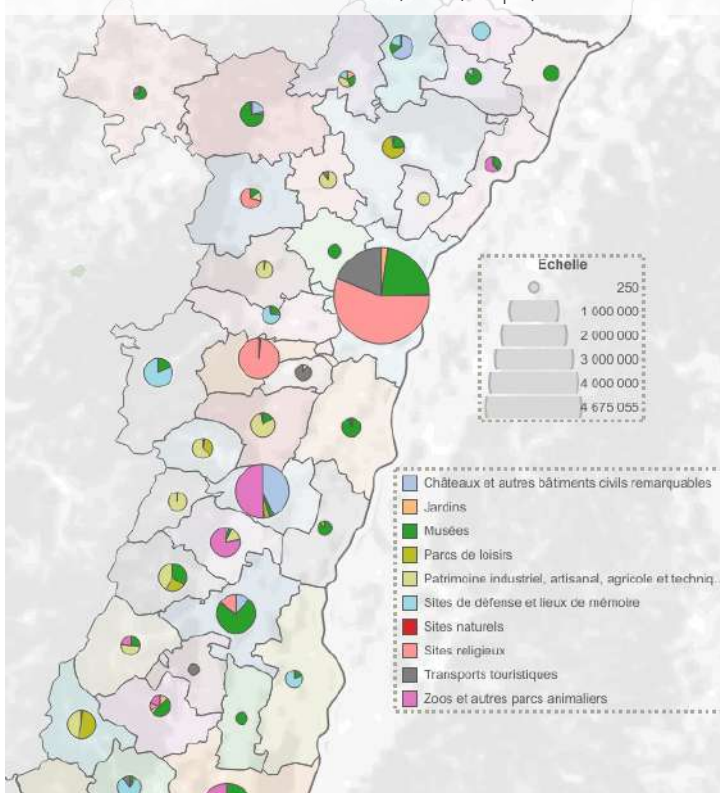 Echelle
250
1 000 000
2 000 000
3 000 000
4 000 000
4 675 055
Châteaux et autres bâtiments civils remarquables
Jardins
Musées
Parcs de loisirs
Patrimoine industriel, artisanal, agricole et techniq...
Sites de défense et lieux de mémoire
Sites naturels
Sites religieux
Transports touristiques
Zoos et autres parcs animaliers